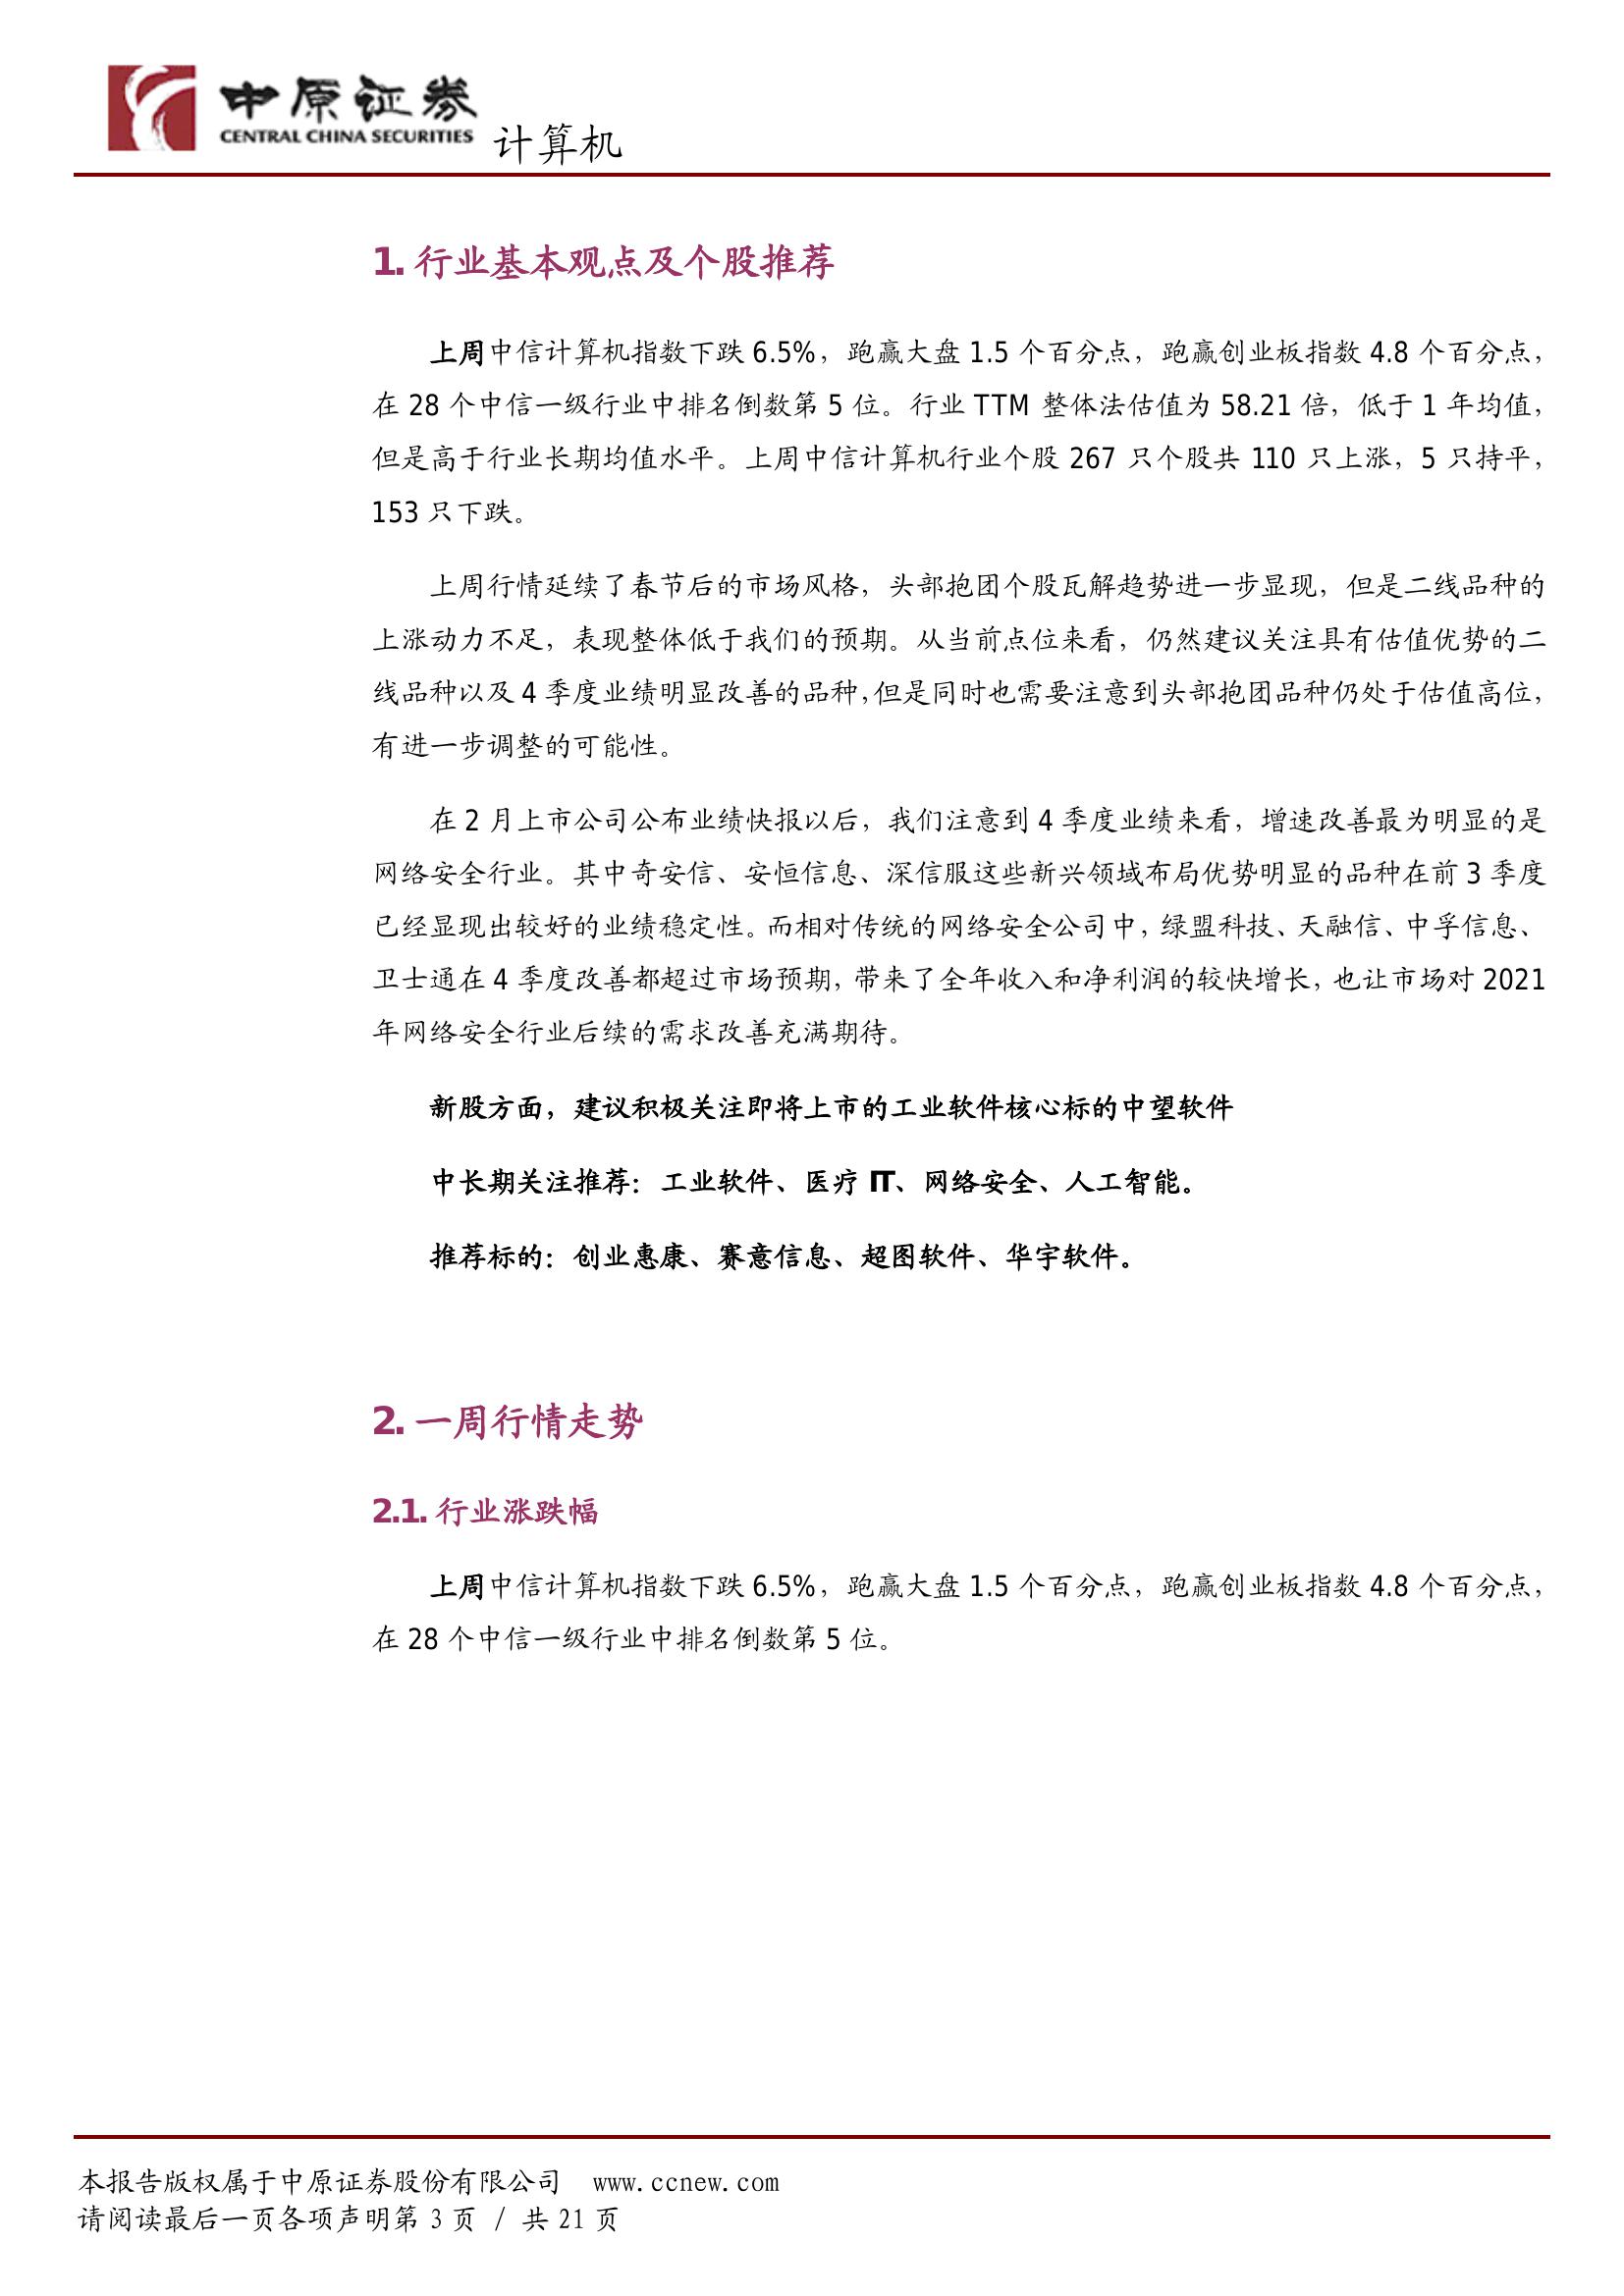 中原证券
CENTRAL CHINA SECURITIES
计算机
1. 行业基本观点及个股推荐
上周中信计算机指数下跌 6.5%，跑赢大盘 1.5 个百分点，跑赢创业板指数 4.8 个百分点，
在 28 个中信一级行业中排名倒数第 5 位。行业 TTM 整体法估值为 58.21 倍，低于 1 年均值，
但是高于行业长期均值水平。上周中信计算机行业个股 267 只个股共 110 只上涨，5 只持平，
153 只下跌。
上周行情延续了春节后的市场风格，头部抱团个股瓦解趋势进一步显现，但是二线品种的
上涨动力不足，表现整体低于我们的预期。从当前点位来看，仍然建议关注具有估值优势的二
线品种以及 4 季度业绩明显改善的品种，但是同时也需要注意到头部抱团品种仍处于估值高位，
有进一步调整的可能性。
在 2 月上市公司公布业绩快报以后，我们注意到 4 季度业绩来看，增速改善最为明显的是
网络安全行业。其中奇安信、安恒信息、深信服这些新兴领域布局优势明显的品种在前 3 季度
已经显现出较好的业绩稳定性。而相对传统的网络安全公司中，绿盟科技、天融信、中孚信息、
卫士通在 4 季度改善都超过市场预期，带来了全年收入和净利润的较快增长，也让市场对 2021
年网络安全行业后续的需求改善充满期待。
新股方面，建议积极关注即将上市的工业软件核心标的中望软件
中长期关注推荐：工业软件、医疗 IT、网络安全、人工智能。
推荐标的：创业惠康、赛意信息、超图软件、华宇软件。
2. 一周行情走势
2.1. 行业涨跌幅
上周中信计算机指数下跌 6.5%，跑赢大盘 1.5 个百分点，跑赢创业板指数 4.8 个百分点，
在 28 个中信一级行业中排名倒数第 5 位。
本报告版权属于中原证券股份有限公司 www.ccnew.com
请阅读最后一页各项声明第 3 页 / 共 21 页